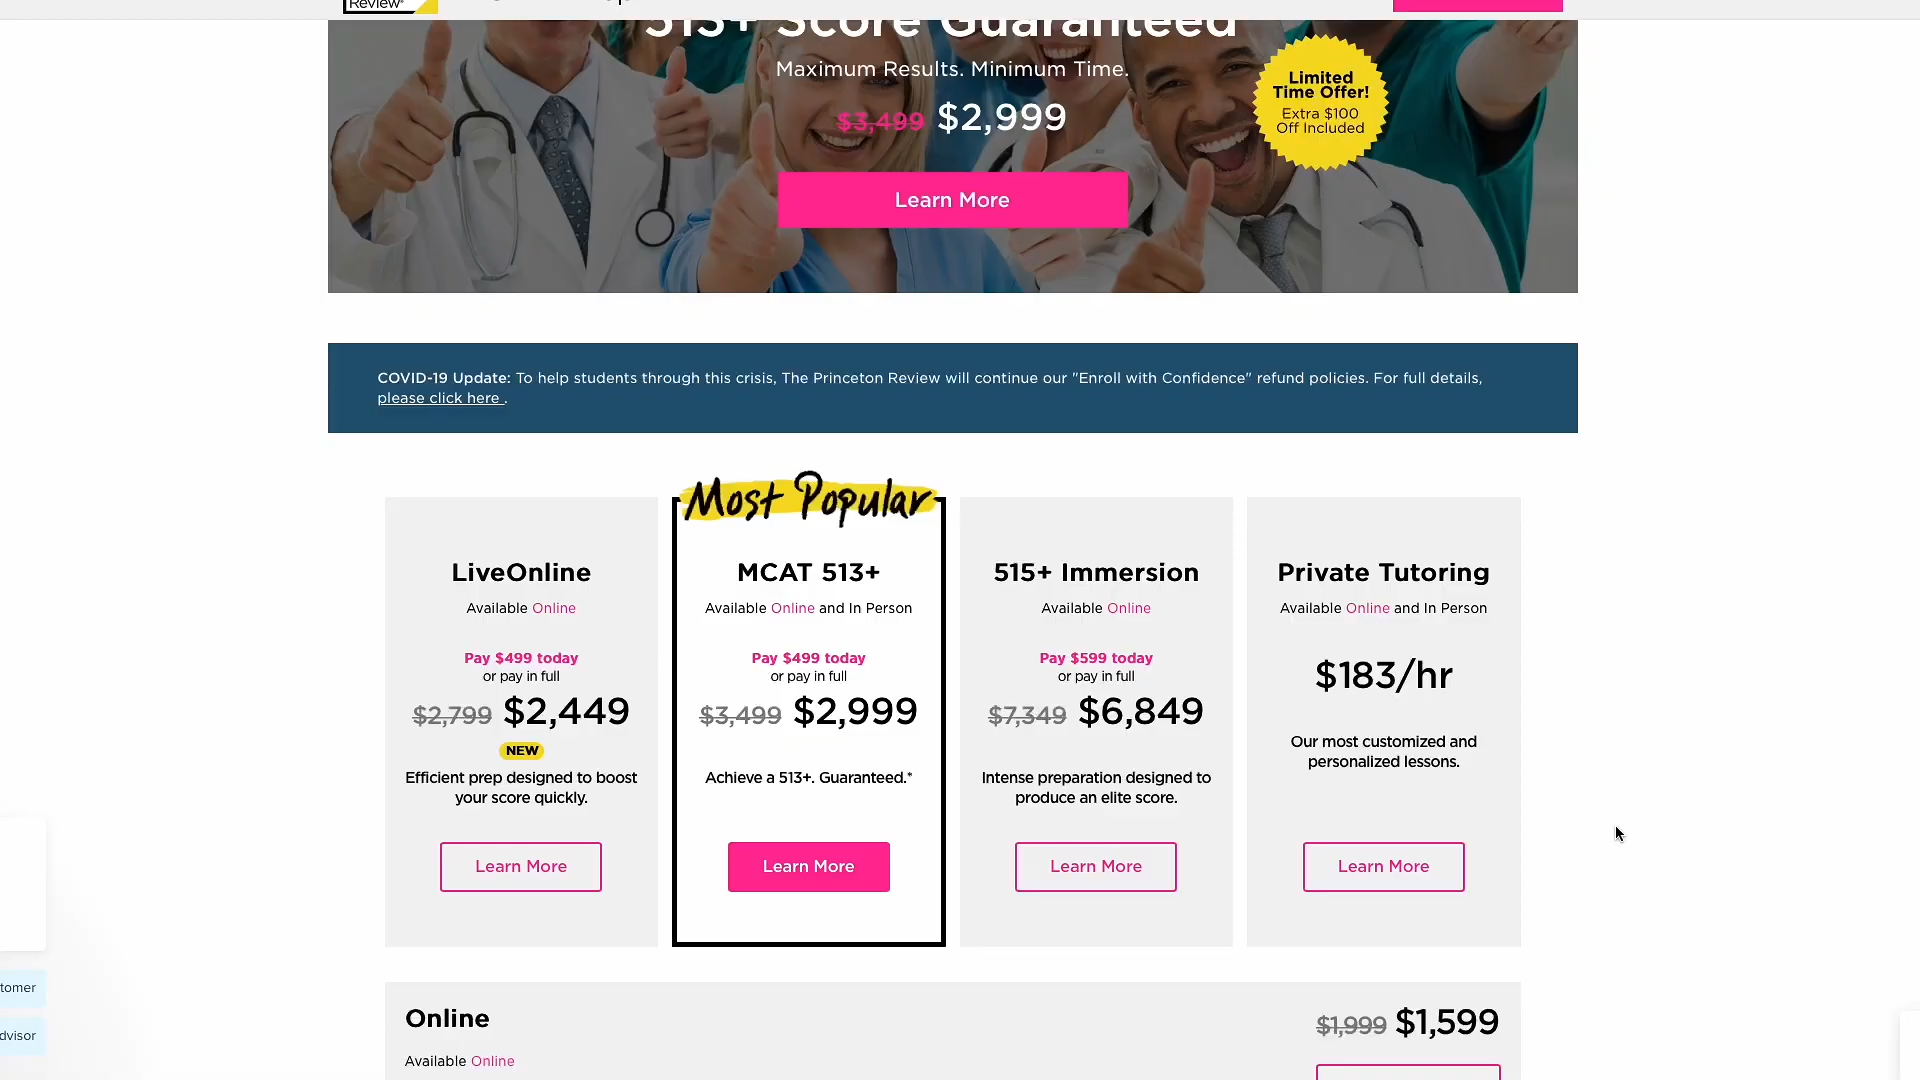 Review®
513+ Score Guaranteed
Maximum Results. Minimum Time.
$3,499 $2,999
Limited
Time Offer!
Extra $100
Off Included
Learn More
COVID-19 Update: To help students through this crisis, The Princeton Review will continue our "Enroll with Confidence" refund policies. For full details,
please click here .
Most Popular
LiveOnline
Available Online
Pay $499 today
or pay in full
$2,799 $2,449
NEW
Efficient prep designed to boost
your score quickly.
Learn More
MCAT 513+
Available Online and In Person
Pay $499 today
or pay in full
$3,499 $2,999
Achieve a 513+. Guaranteed.*
Learn More
515+ Immersion
Available Online
Pay $599 today
or pay in full
$7,349 $6,849
Intense preparation designed to
produce an elite score.
Learn More
Private Tutoring
Available Online and In Person
$183/hr
Our most customized and
personalized lessons.
Learn More
tomer
dvisor
Online
$1,999 $1,599
Available Online